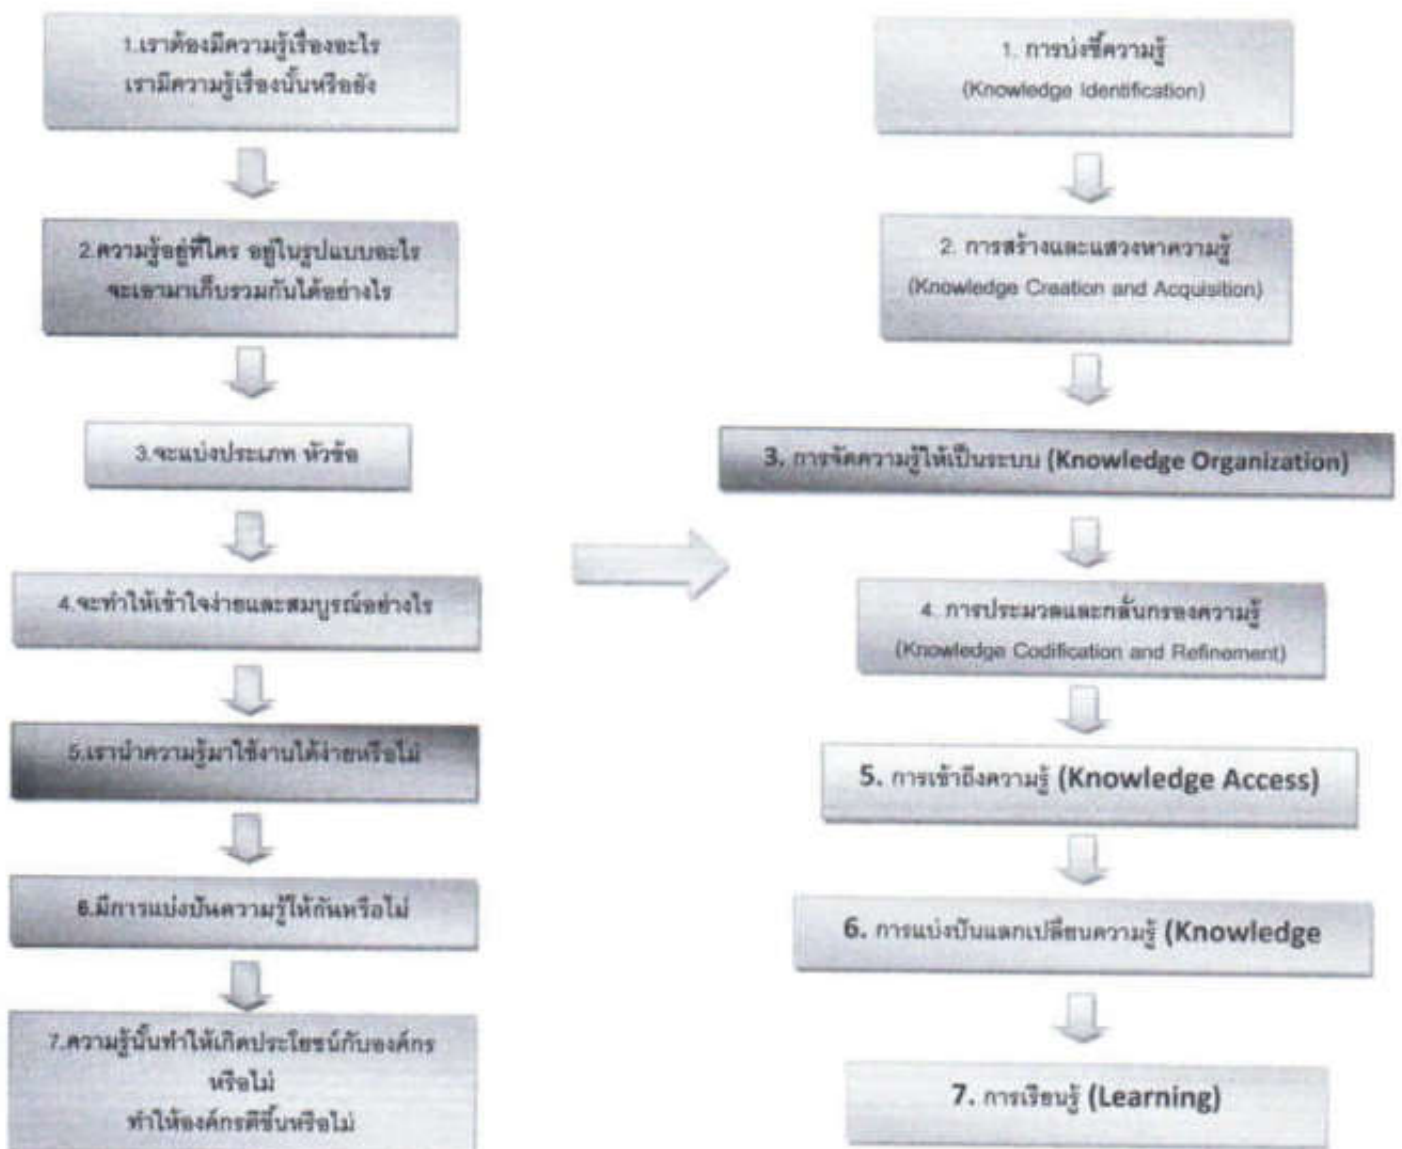 1.เราต้องมีความรู้เรื่องอะไร
เรามีความรู้เรื่องนั้นหรือยัง
2.ความรู้อยู่ที่ใคร อยู่ในรูปแบบอะไร
จะเอามาเก็บรวมกันได้อย่างไร
3.จะแบ่งประเภท หัวข้อ
4.จะทำให้เข้าใจง่ายและสมบูรณ์อย่างไร
5.เรานำความรู้มาใช้งานได้ง่ายหรือไม่
6.มีการแบ่งปันความรู้ให้กันหรือไม่
7.ความรู้นั้นทำให้เกิดประโยชน์กับองค์กร
หรือไม่
ทำให้องค์กรดีขึ้นหรือไม่
1. การบ่งชี้ความรู้
(Knowledge Identification)
2. การสร้างและแสวงหาความรู้
(Knowledge Creation and Acquisition)
3. การจัดความรู้ให้เป็นระบบ (Knowledge Organization)
4. การประมวลและกลั่นกรองความรู้
(Knowledge Codification and Refinement)
5. การเข้าถึงความรู้ (Knowledge Access)
6. การแบ่งปันแลกเปลี่ยนความรู้ (Knowledge
7. การเรียนรู้ (Learning)